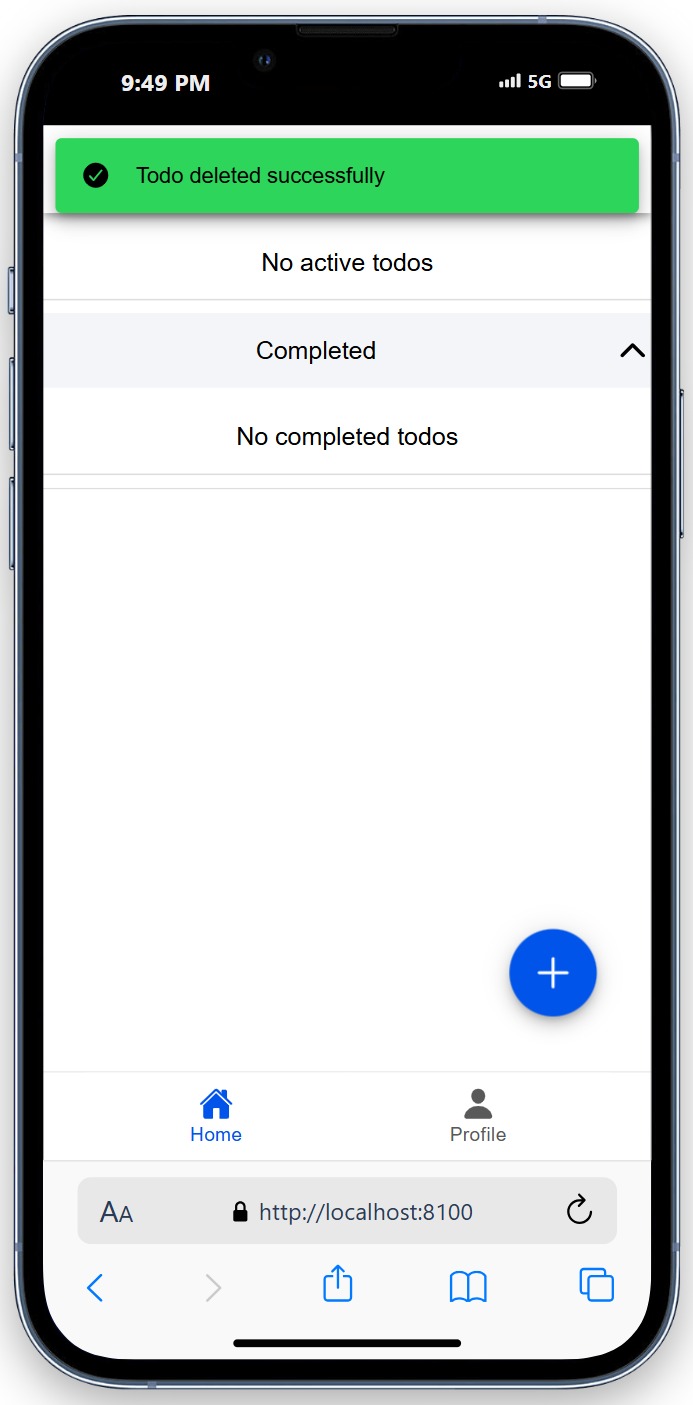 9:49 PM 5G
Todo deleted successfully
No active todos
Completed
No completed todos
Home Profile
AA http://localhost:8100